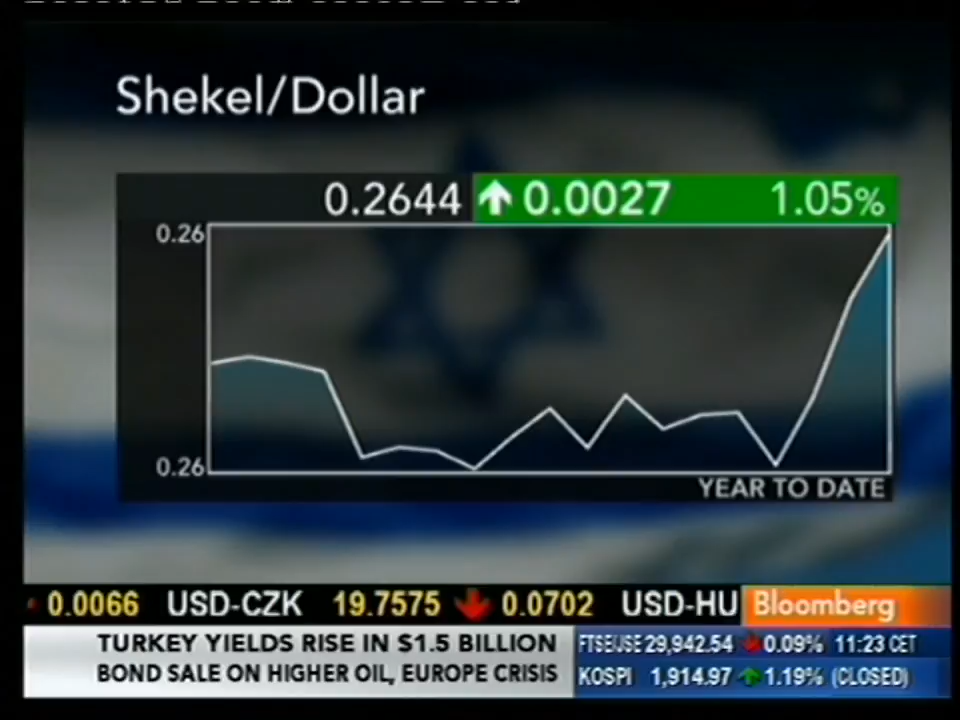 Shekel/Dollar
0.2644 0.0027 1.05%
0.26
0.26
YEAR TO DATE
0.0066 USD-CZK 19.7575 0.0702 USD-HU Bloomberg
TURKEY YIELDS RISE IN $1.5 BILLION
BOND SALE ON HIGHER OIL, EUROPE CRISIS
FTSEJSE 29,942.54 0.09% 11:23 CET
KOSPI 1,914.97 1.19% (CLOSED)